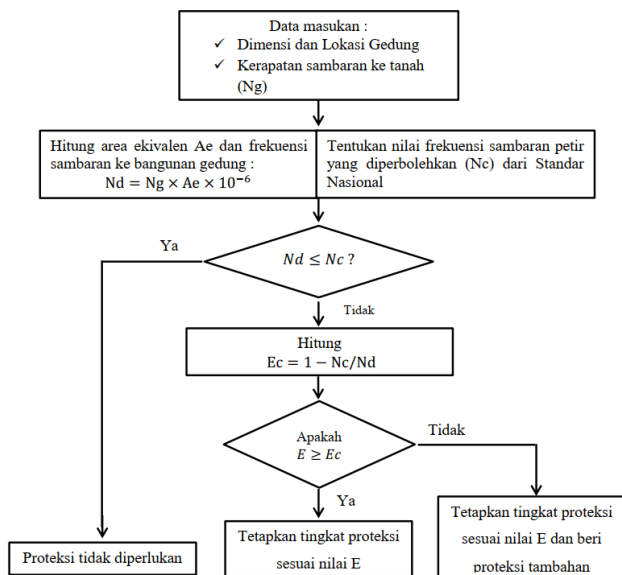 Data masukan :
✓ Dimensi dan Lokasi Gedung
✓ Kerapatan sambaran ke tanah
(Ng)
Hitung area ekivalen Ae dan frekuensi
sambaran ke bangunan gedung :
Nd = Ng × Ae × 10⁻⁶
Tentukan nilai frekuensi sambaran petir
yang diperbolehkan (Nc) dari Standar
Nasional
Ya
Nd ≤ Nc ?
Tidak
Hitung
Ec = 1 − Nc/Nd
Apakah
E ≥ Ec
Tidak
Ya
Proteksi tidak diperlukan
Tetapkan tingkat proteksi
sesuai nilai E
Tetapkan tingkat proteksi
sesuai nilai E dan beri
proteksi tambahan